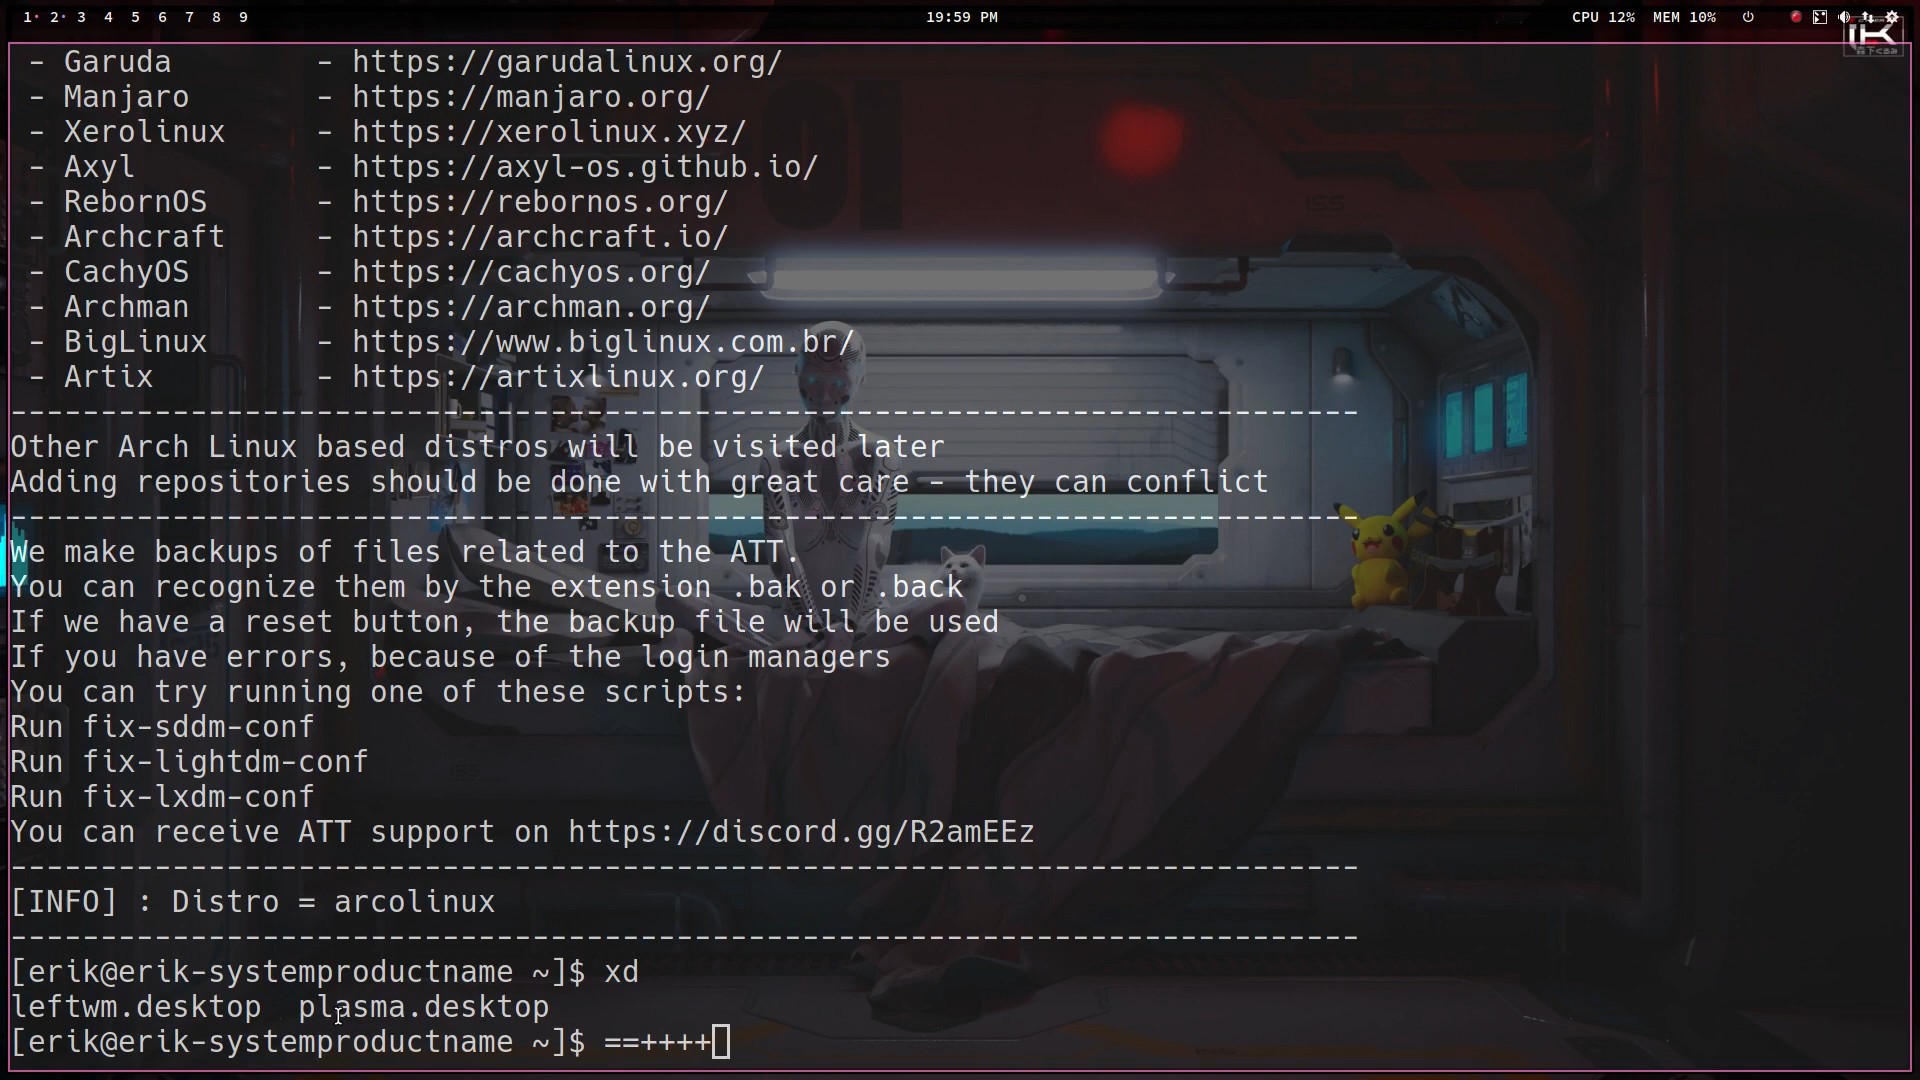 1 2 3 4 5 6 7 8 9 19:59 PM CPU 12% MEM 10%
- Garuda - https://garudalinux.org/
- Manjaro - https://manjaro.org/
- Xerolinux - https://xerolinux.xyz/
- Axyl - https://axyl-os.github.io/
- RebornOS - https://rebornos.org/
- Archcraft - https://archcraft.io/
- CachyOS - https://cachyos.org/
- Archman - https://archman.org/
- BigLinux - https://www.biglinux.com.br/
- Artix - https://artixlinux.org/
---------------------------------------------------------------------------
Other Arch Linux based distros will be visited later
Adding repositories should be done with great care - they can conflict
---------------------------------------------------------------------------
We make backups of files related to the ATT.
You can recognize them by the extension .bak or .back
If we have a reset button, the backup file will be used
If you have errors, because of the login managers
You can try running one of these scripts:
Run fix-sddm-conf
Run fix-lightdm-conf
Run fix-lxdm-conf
You can receive ATT support on https://discord.gg/R2amEEz
---------------------------------------------------------------------------
[INFO] : Distro = arcolinux
---------------------------------------------------------------------------
[erik@erik-systemproductname ~]$ xd
leftwm.desktop plasma.desktop
[erik@erik-systemproductname ~]$ ==++++